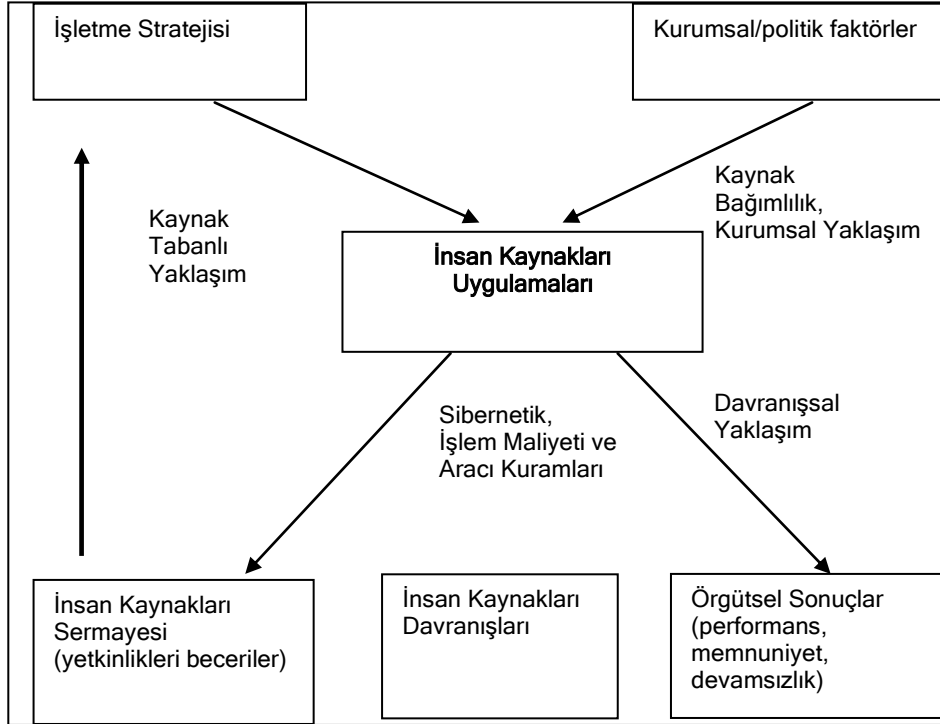 İşletme Stratejisi
Kurumsal/politik faktörler
Kaynak
Tabanlı
Yaklaşım
Kaynak
Bağımlılık,
Kurumsal Yaklaşım
İnsan Kaynakları
Uygulamaları
Sibernetik,
İşlem Maliyeti ve
Aracı Kuramları
Davranışsal
Yaklaşım
İnsan Kaynakları
Sermayesi
(yetkinlikleri beceriler)
İnsan Kaynakları
Davranışları
Örgütsel Sonuçlar
(performans,
memnuniyet,
devamsızlık)